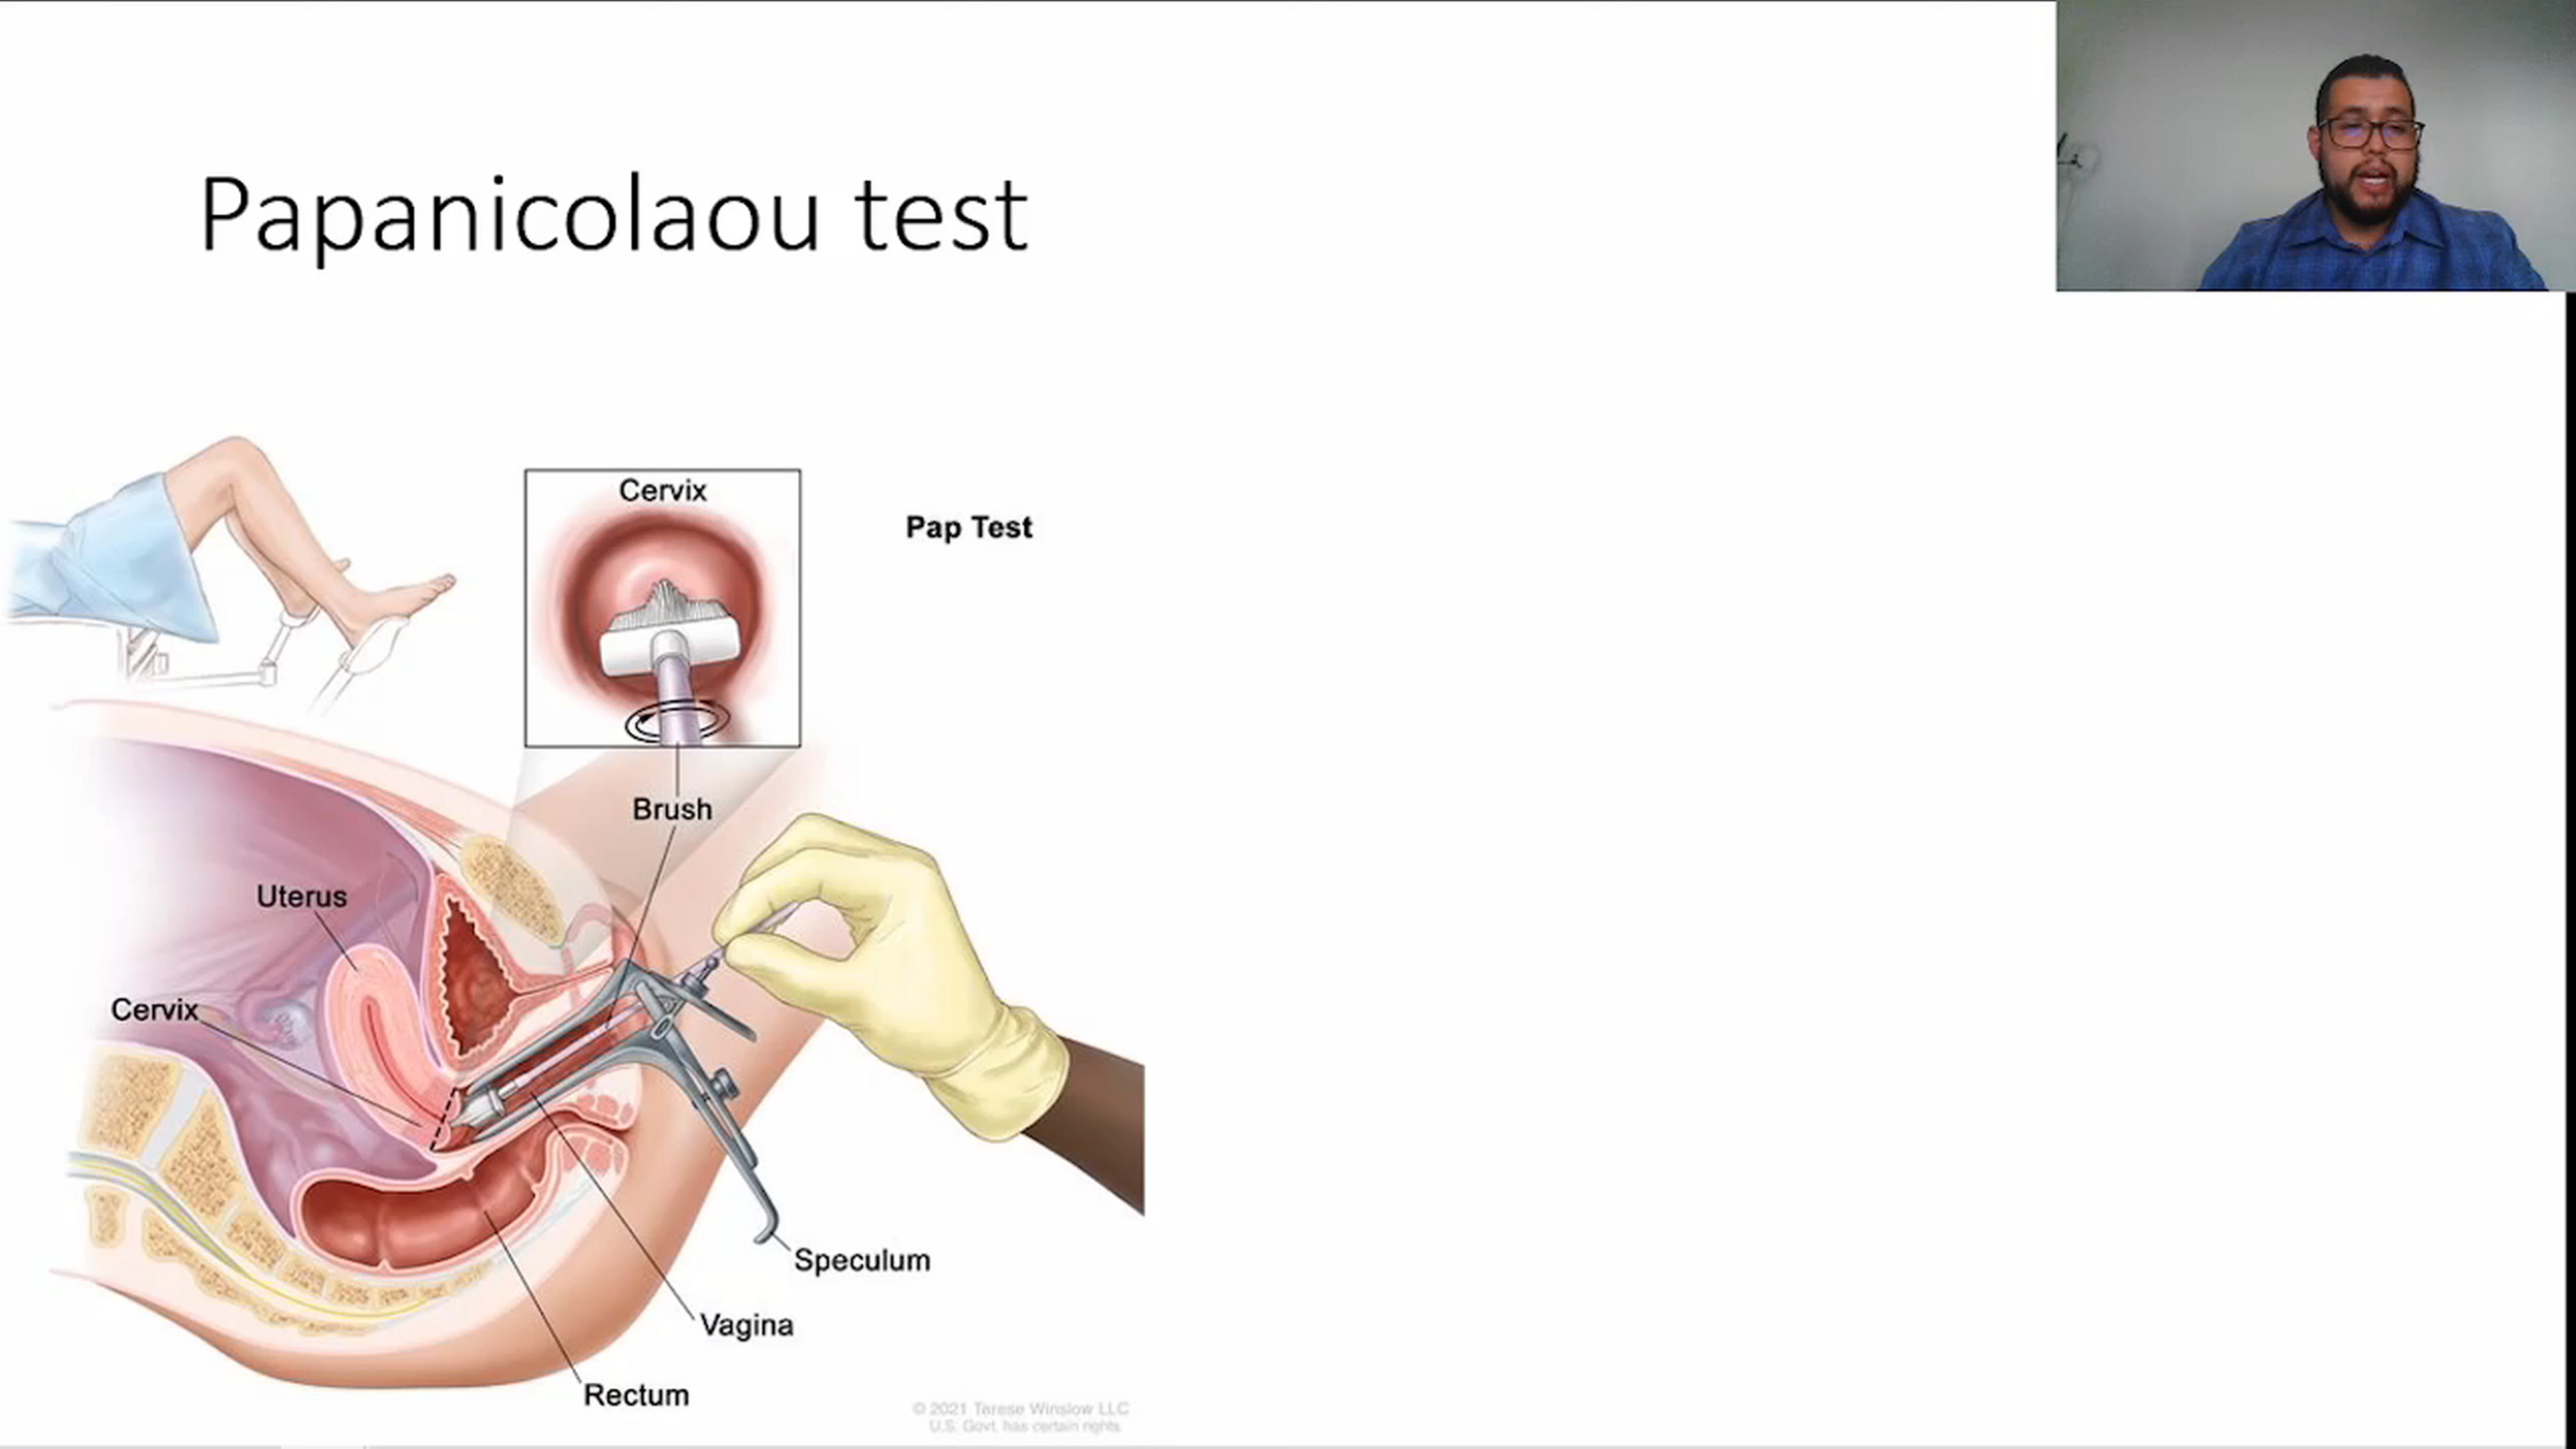 Papanicolaou test
Cervix
Pap Test
Brush
Uterus
Cervix
Speculum
Vagina
Rectum
© 2021 Terese Winslow LLC
U.S. Govt. has certain rights